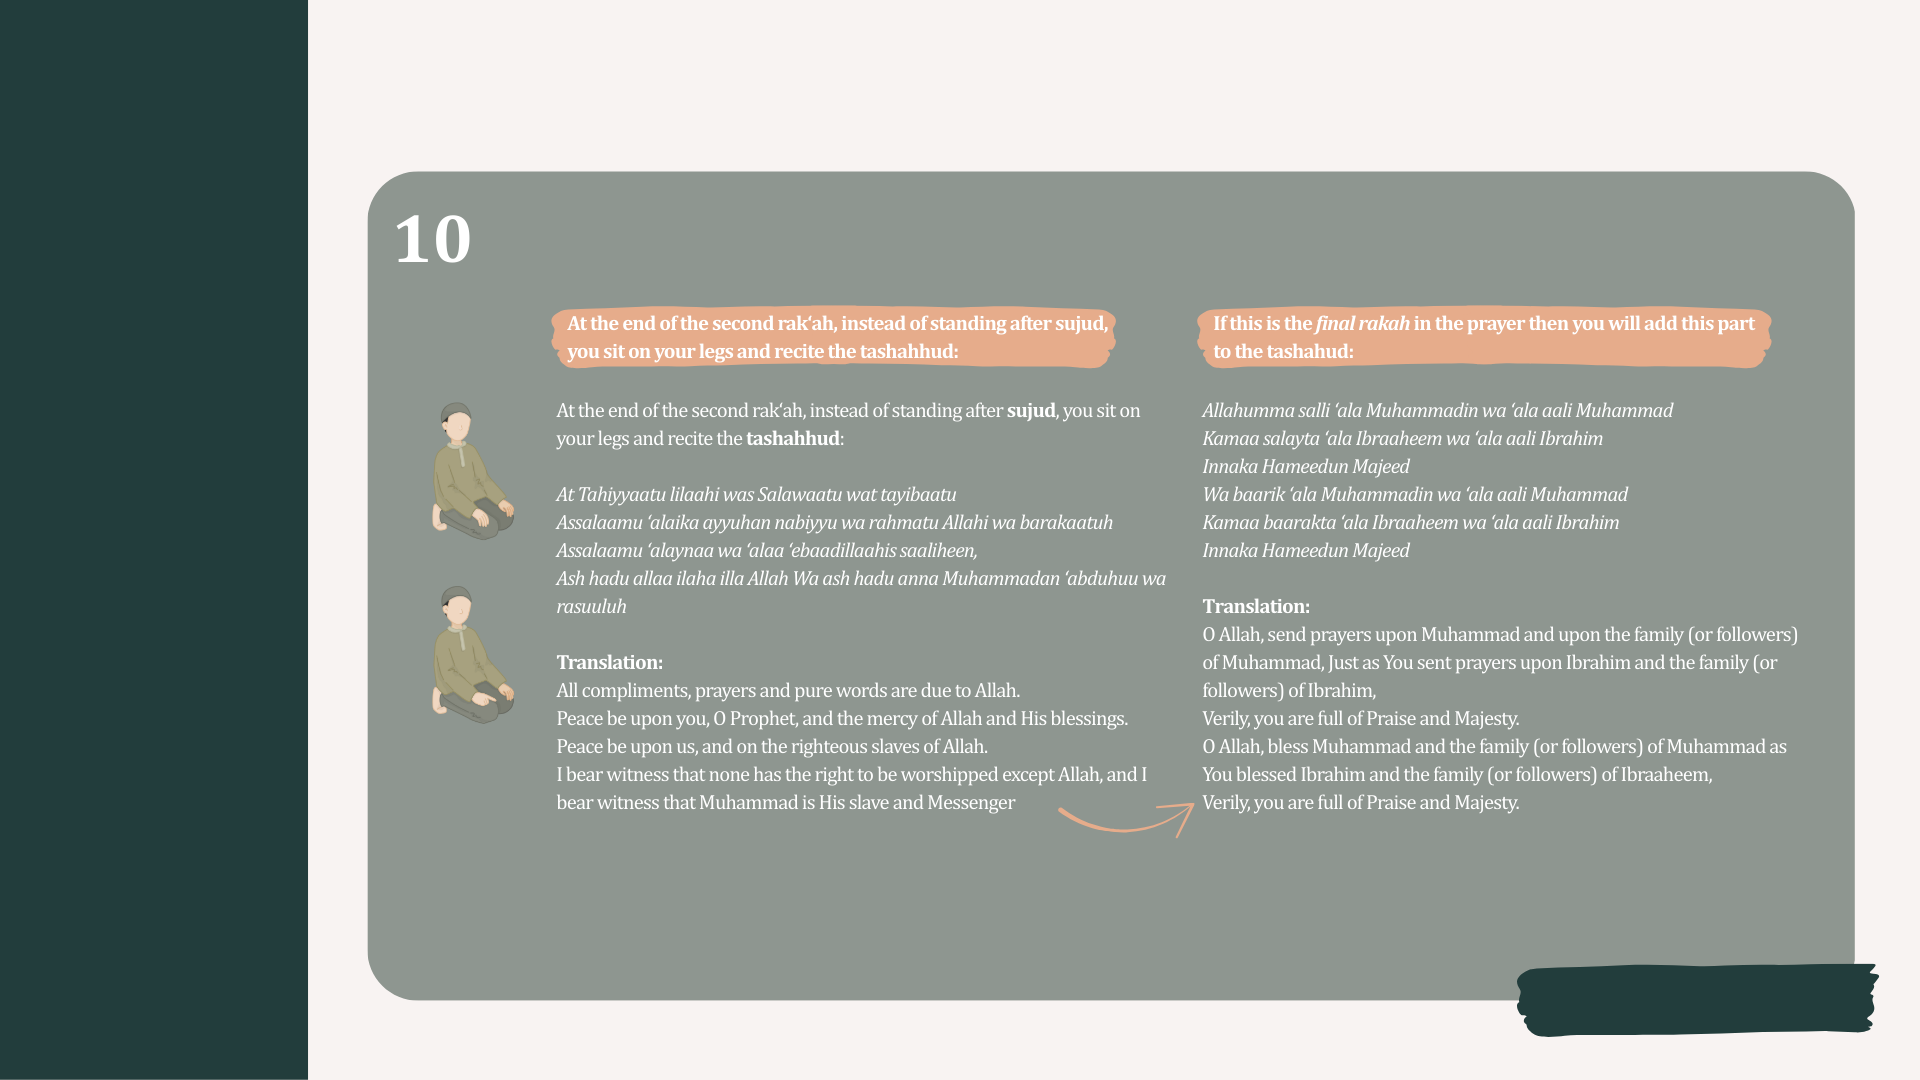 10
At the end of the second rak‘ah, instead of standing after sujud,
you sit on your legs and recite the tashahhud:
At the end of the second rak‘ah, instead of standing after sujud, you sit on
your legs and recite the tashahhud:
At Tahiyyaatu lilaahi was Salawaatu wat tayibaatu
Assalaamu ‘alaika ayyuhan nabiyyu wa rahmatu Allahi wa barakaatuh
Assalaamu ‘alaynaa wa ‘alaa ‘ebaadillaahis saaliheen,
Ash hadu allaa ilaha illa Allah Wa ash hadu anna Muhammadan ‘abduhuu wa
rasuuluh
Translation:
All compliments, prayers and pure words are due to Allah.
Peace be upon you, O Prophet, and the mercy of Allah and His blessings.
Peace be upon us, and on the righteous slaves of Allah.
I bear witness that none has the right to be worshipped except Allah, and I
bear witness that Muhammad is His slave and Messenger
If this is the final rakah in the prayer then you will add this part
to the tashahud:
Allahumma salli ‘ala Muhammadin wa ‘ala aali Muhammad
Kamaa salayta ‘ala Ibraaheem wa ‘ala aali Ibrahim
Innaka Hameedun Majeed
Wa baarik ‘ala Muhammadin wa ‘ala aali Muhammad
Kamaa baarakta ‘ala Ibraaheem wa ‘ala aali Ibrahim
Innaka Hameedun Majeed
Translation:
O Allah, send prayers upon Muhammad and upon the family (or followers)
of Muhammad, Just as You sent prayers upon Ibrahim and the family (or
followers) of Ibrahim,
Verily, you are full of Praise and Majesty.
O Allah, bless Muhammad and the family (or followers) of Muhammad as
You blessed Ibrahim and the family (or followers) of Ibraaheem,
Verily, you are full of Praise and Majesty.